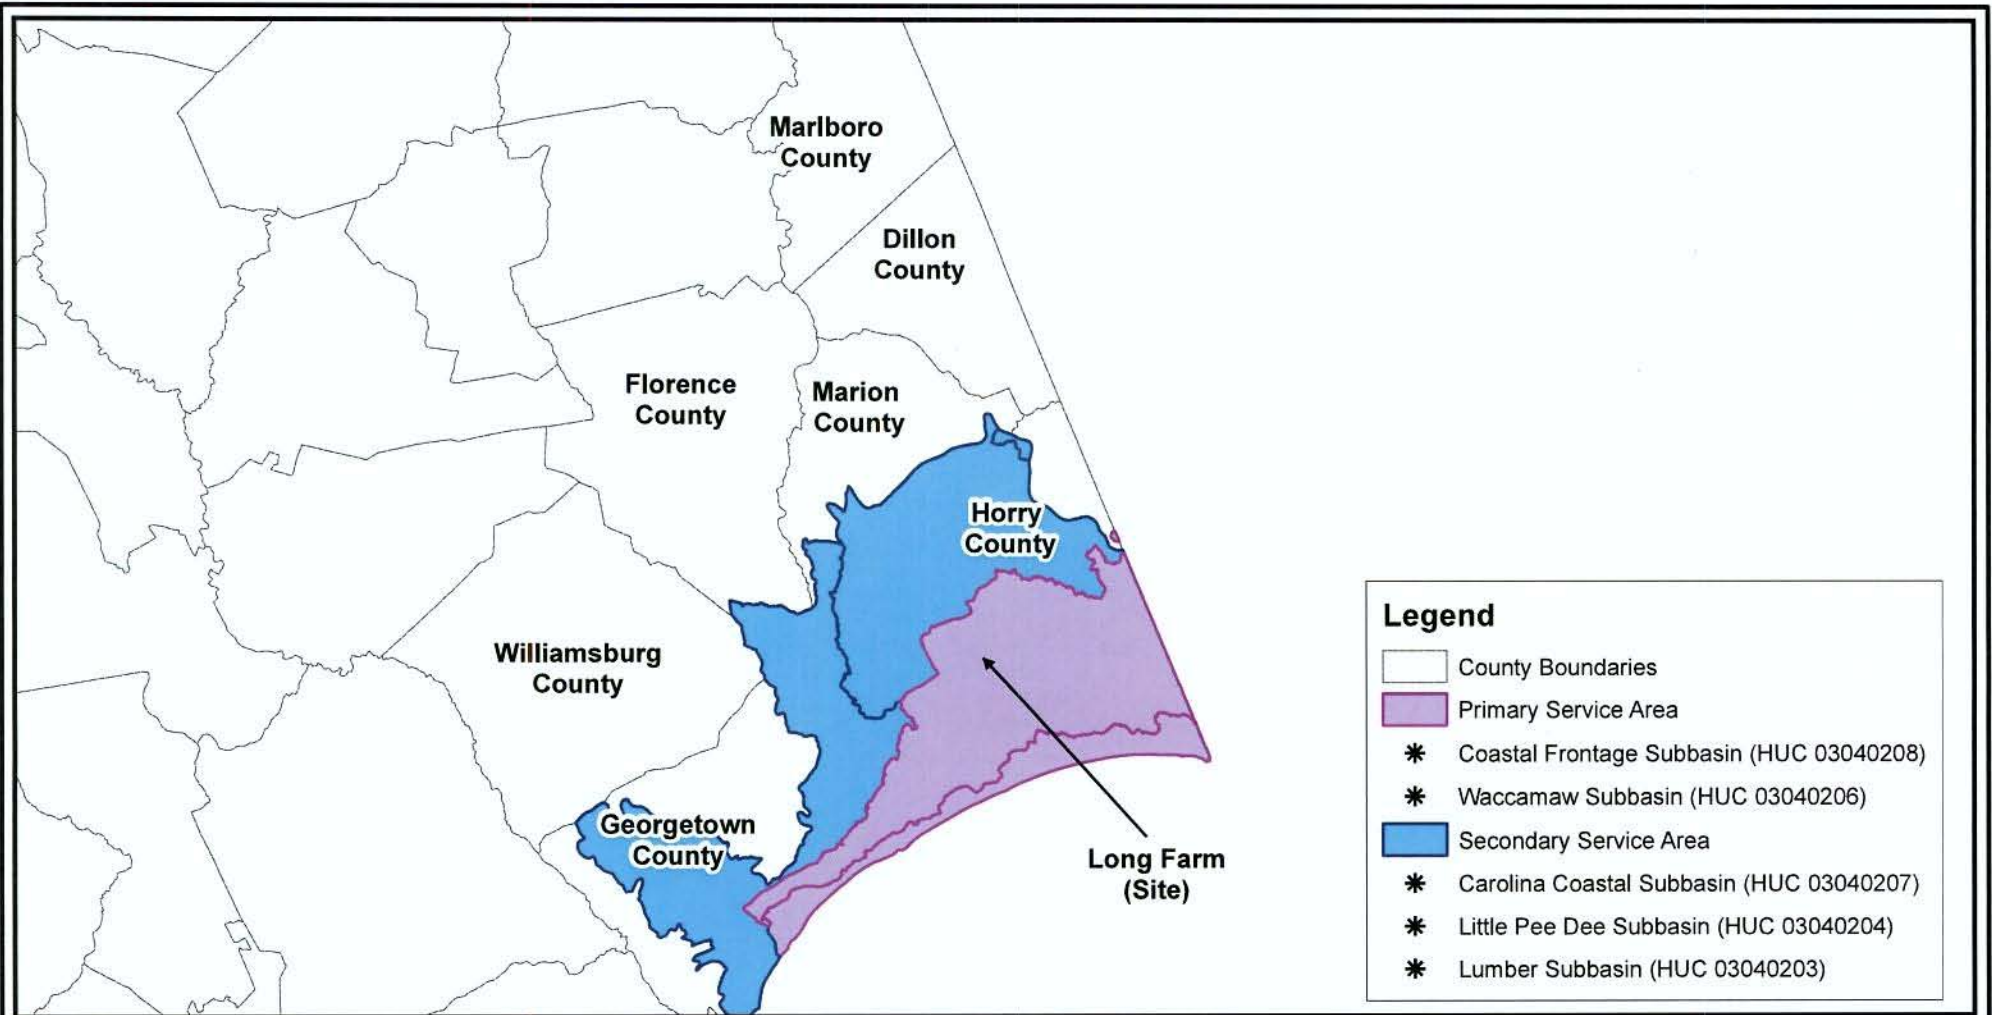 Marlboro
County
Dillon
County
Florence
County
Marion
County
Horry
County
Williamsburg
County
Georgetown
County
Long Farm
(Site)
Legend
County Boundaries
Primary Service Area
Coastal Frontage Subbasin (HUC 03040208)
Waccamaw Subbasin (HUC 03040206)
Secondary Service Area
Carolina Coastal Subbasin (HUC 03040207)
Little Pee Dee Subbasin (HUC 03040204)
Lumber Subbasin (HUC 03040203)